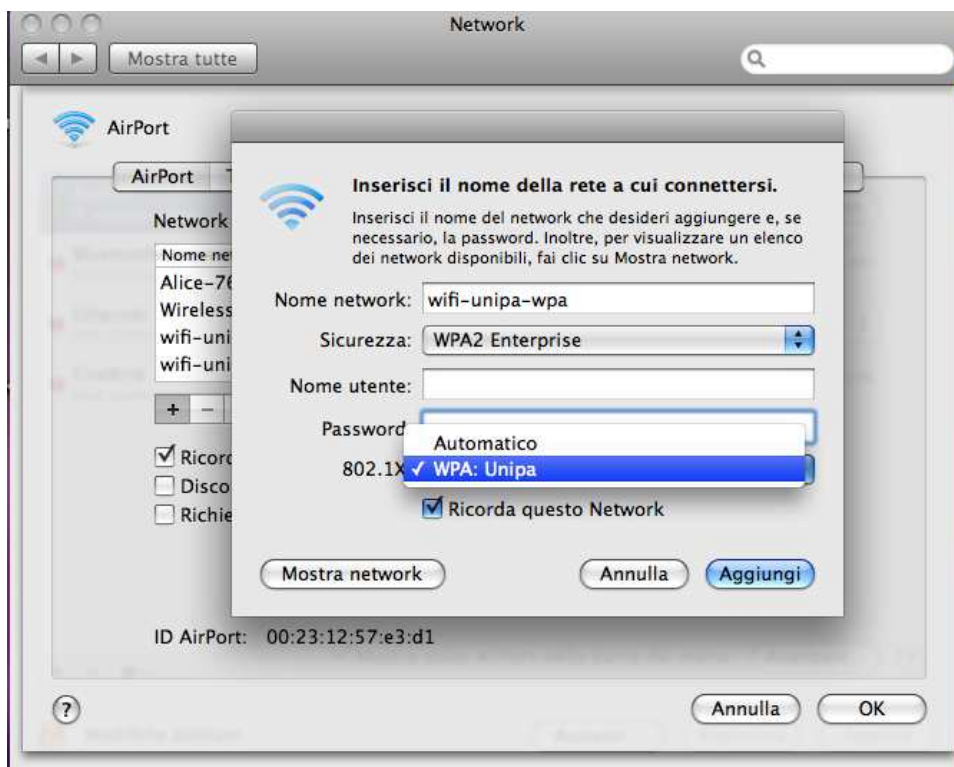 Network
Mostra tutte
AirPort
AirPort
Inserisci il nome della rete a cui connettersi.
Inserisci il nome del network che desideri aggiungere e, se
necessario, la password. Inoltre, per visualizzare un elenco
dei network disponibili, fai clic su Mostra network.
Network
Nome net
Alice-76
Wireless
wifi-uni
wifi-uni
Nome network: wifi-unipa-wpa
Sicurezza: WPA2 Enterprise
Nome utente:
Password
Automatico
802.1X ✓ WPA: Unipa
Ricorda questo Network
+ −
Ricord
Disco
Richie
Mostra network Annulla Aggiungi
ID AirPort: 00:23:12:57:e3:d1
? Annulla OK